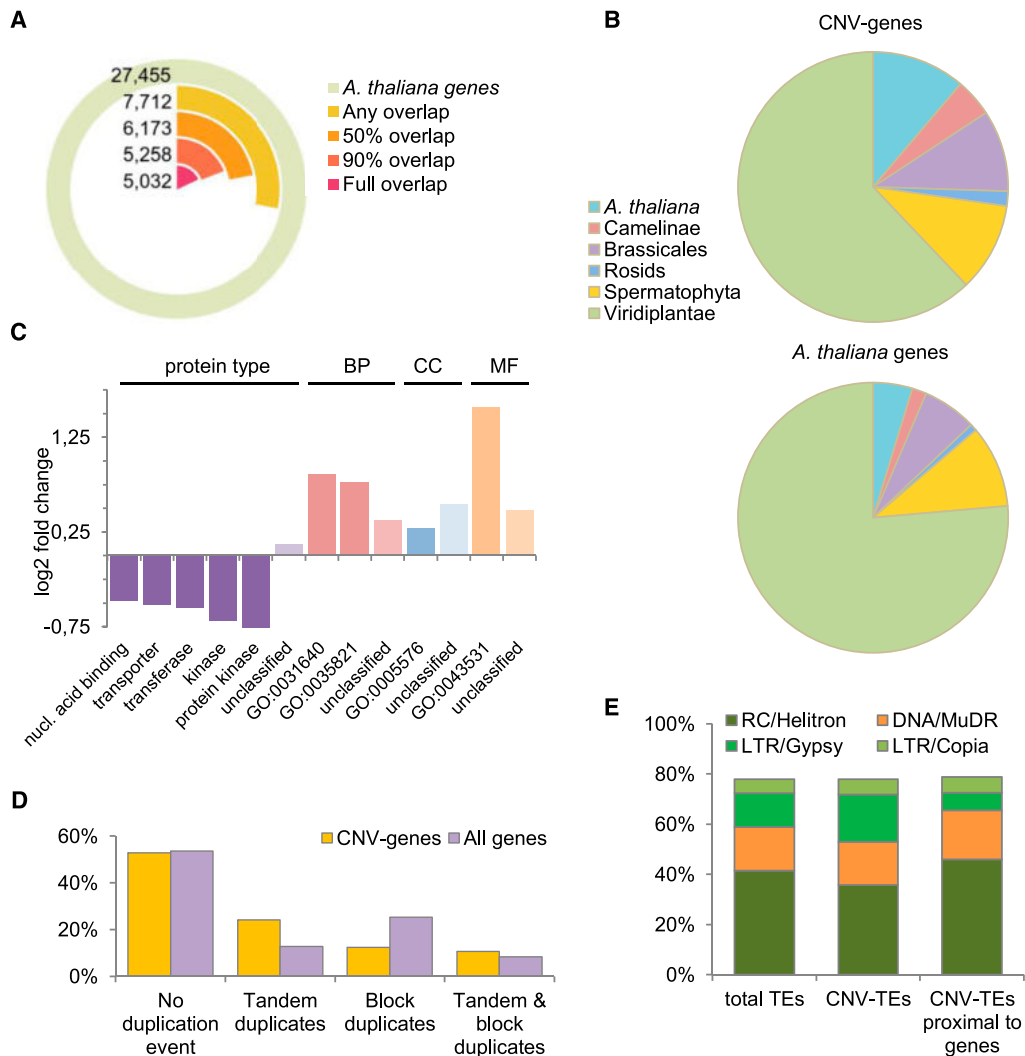 A
27,455
7,712
6,173
5,258
5,032
A. thaliana genes
Any overlap
50% overlap
90% overlap
Full overlap
B
CNV-genes
A. thaliana
Camelinae
Brassicales
Rosids
Spermatophyta
Viridiplantae
A. thaliana genes
C
protein type
BP
CC
MF
log2 fold change
1,25
0,25
-0,75
nucl. acid binding
transporter
transferase
kinase
protein kinase
unclassified
GO:0031640
GO:0035821
unclassified
GO:0005576
unclassified
GO:0043531
unclassified
D
CNV-genes
All genes
60%
40%
20%
0%
No
duplication
event
Tandem
duplicates
Block
duplicates
Tandem &
block
duplicates
E
RC/Helitron
DNA/MuDR
LTR/Gypsy
LTR/Copia
100%
80%
60%
40%
20%
0%
total TEs
CNV-TEs
CNV-TEs
proximal to
genes